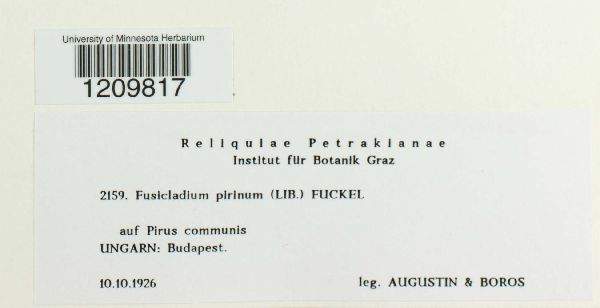 University of Minnesota Herbarium
1209817
Reliquiae Petrakianae
Institut für Botanik Graz
2159. Fusicladium pirinum (LIB.) FUCKEL
auf Pirus communis
UNGARN: Budapest.
10.10.1926 leg. AUGUSTIN & BOROS